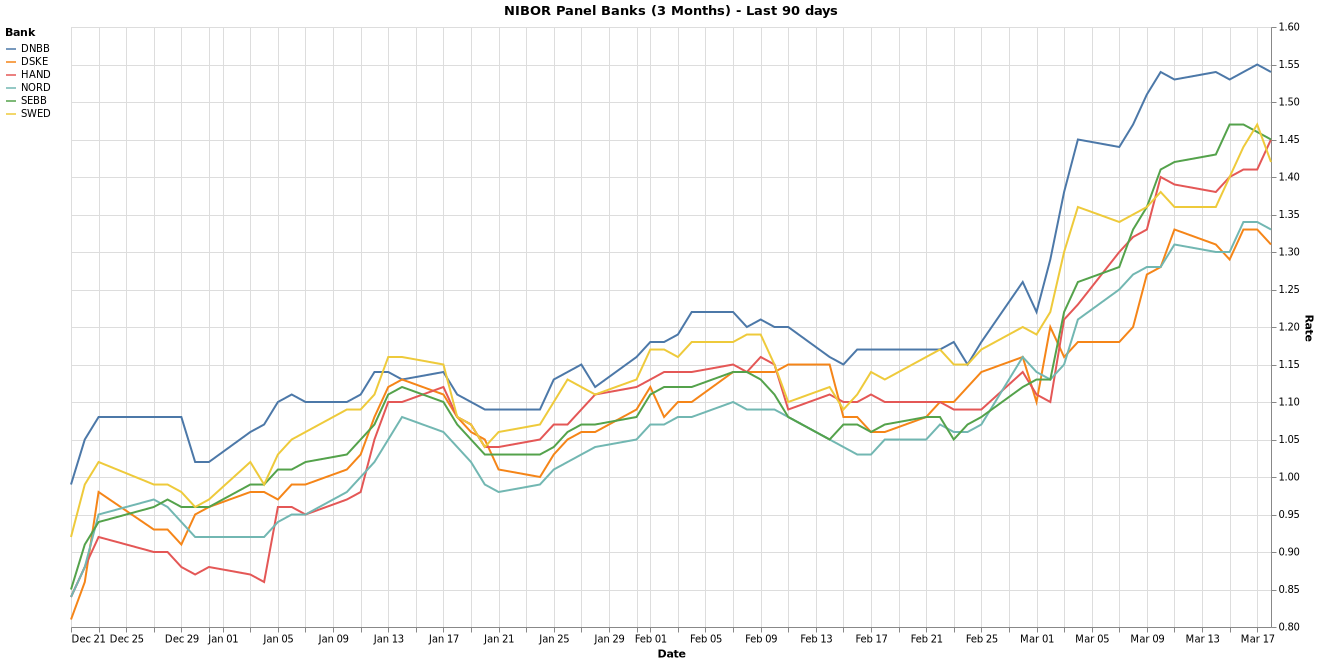 NIBOR Panel Banks (3 Months) - Last 90 days
Bank
DNBB
DSKE
HAND
NORD
SEBB
SWED
1.60
1.55
1.50
1.45
1.40
1.35
1.30
1.25
1.20
1.15
1.10
1.05
1.00
0.95
0.90
0.85
0.80
Rate
Dec 21 Dec 25 Dec 29 Jan 01 Jan 05 Jan 09 Jan 13 Jan 17 Jan 21 Jan 25 Jan 29 Feb 01 Feb 05 Feb 09 Feb 13 Feb 17 Feb 21 Feb 25 Mar 01 Mar 05 Mar 09 Mar 13 Mar 17
Date